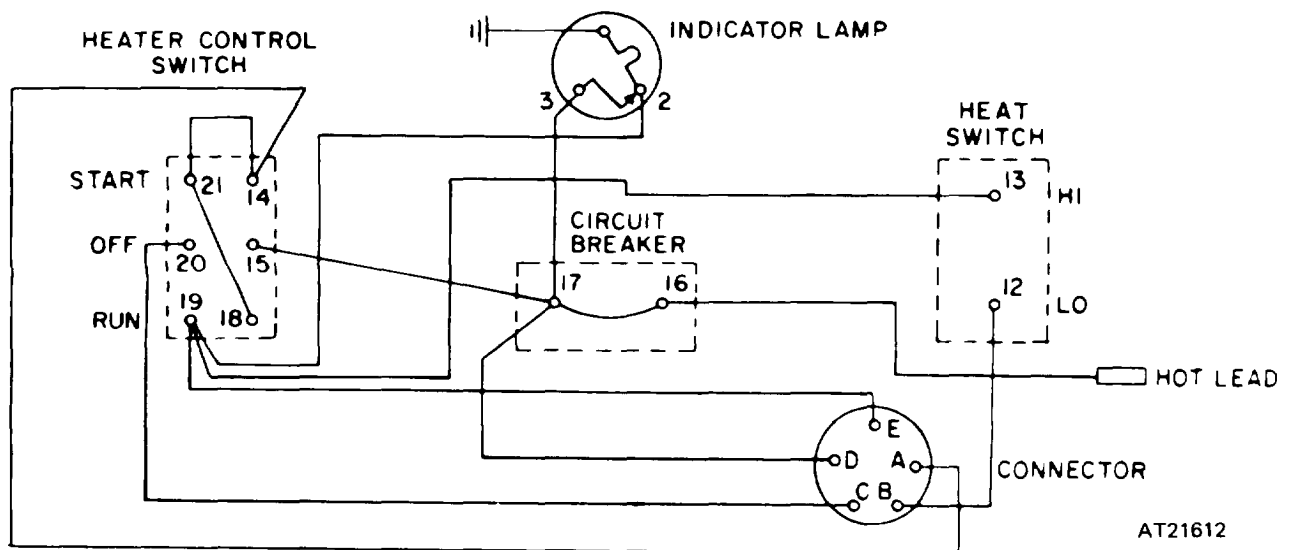 INDICATOR LAMP
HEATER CONTROL
SWITCH
3
2
HEAT
SWITCH
START
21
14
13
HI
OFF
20
15
CIRCUIT
BREAKER
17
16
12
LO
RUN
19
18
HOT LEAD
E
D
A
CONNECTOR
C
B
AT21612